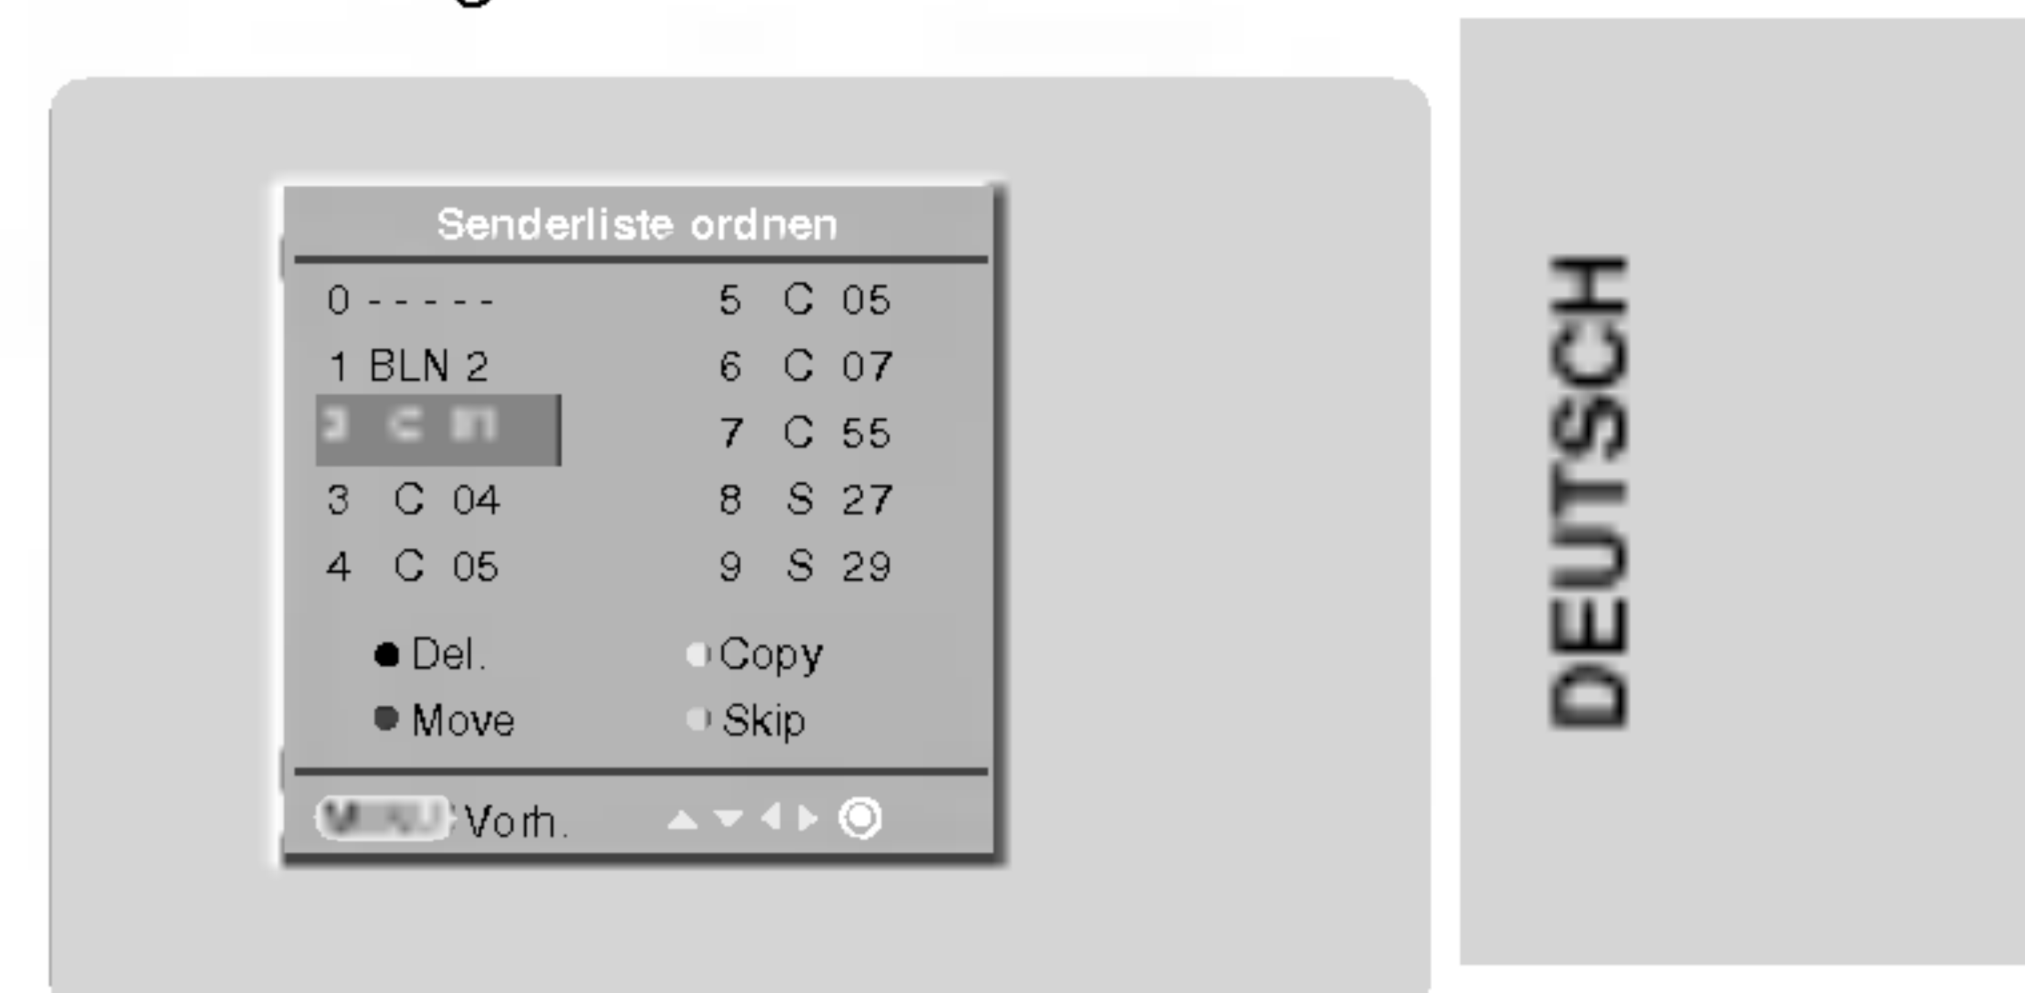 Senderliste ordnen
0 - - - - -
1 BLN 2
3 C 04
4 C 05
5 C 05
6 C 07
7 C 55
8 S 27
9 S 29
Del.
Copy
Move
Skip
MENU Vorh.
DEUTSCH